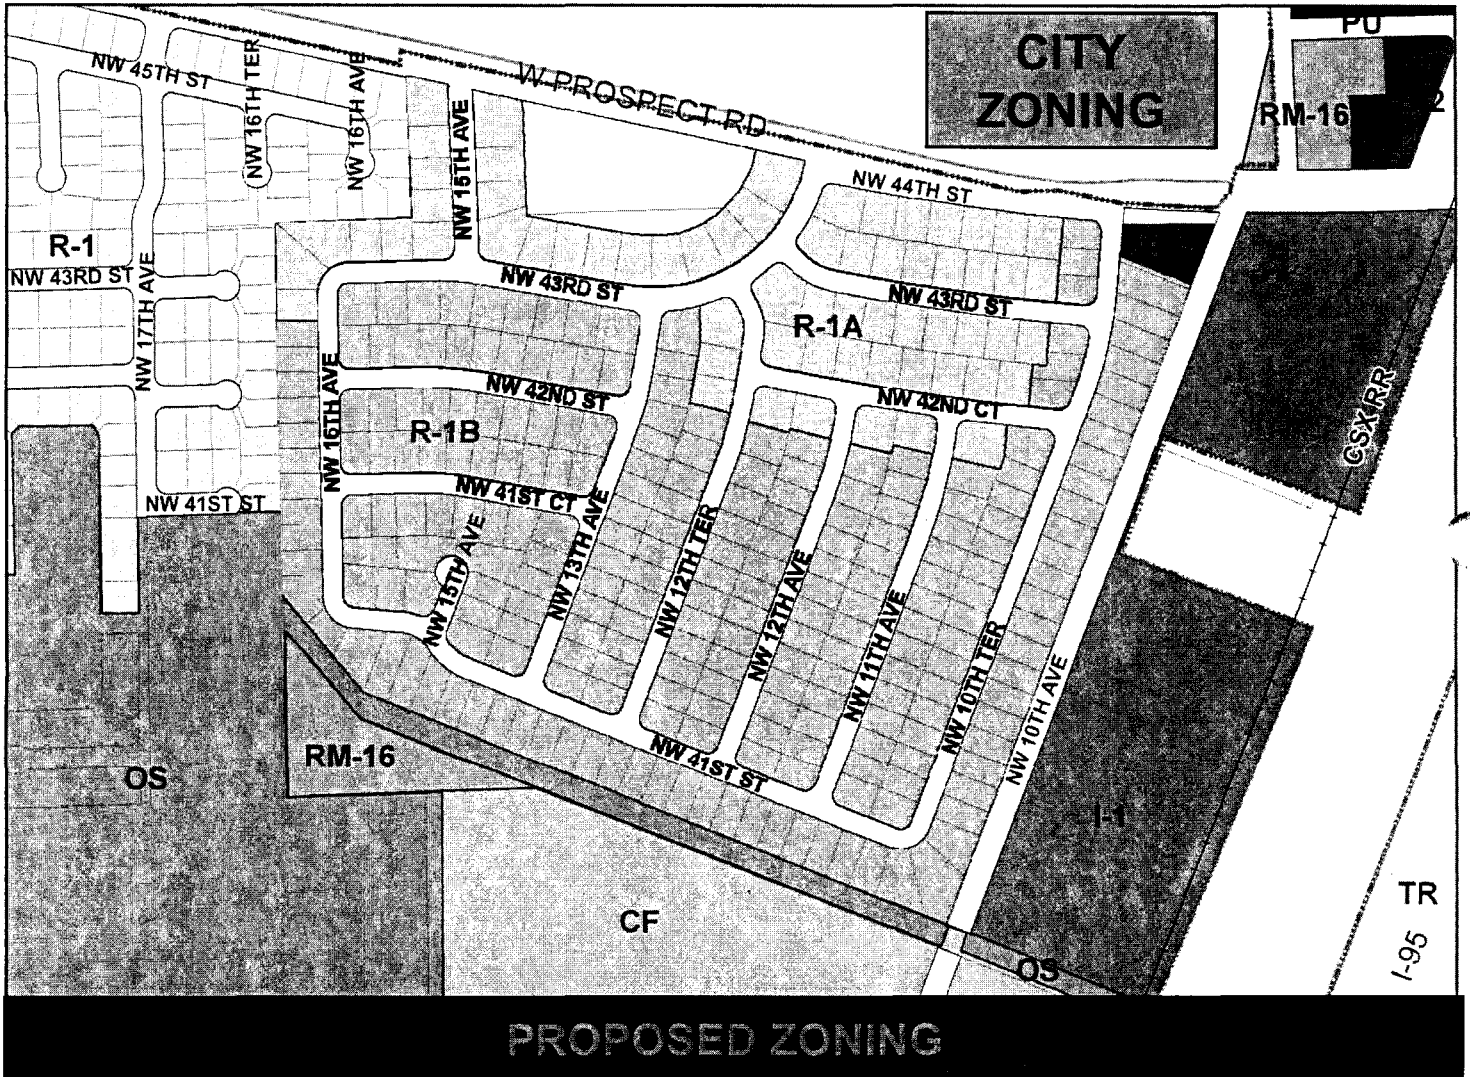 CITY
ZONING
PU
RM-16
2
W PROSPECT RD
NW 45TH ST
NW 16TH TER
NW 16TH AVE
NW 15TH AVE
NW 44TH ST
R-1
NW 43RD ST
NW 17TH AVE
NW 43RD ST
NW 43RD ST
R-1A
NW 16TH AVE
NW 42ND ST
NW 42ND CT
CSX RR
R-1B
NW 41ST CT
NW 41ST ST
NW 15TH AVE
NW 13TH AVE
NW 12TH TER
NW 12TH AVE
NW 11TH AVE
NW 10TH TER
NW 10TH AVE
RM-16
OS
NW 41ST ST
I-1
CF
TR
I-95
OS
PROPOSED ZONING